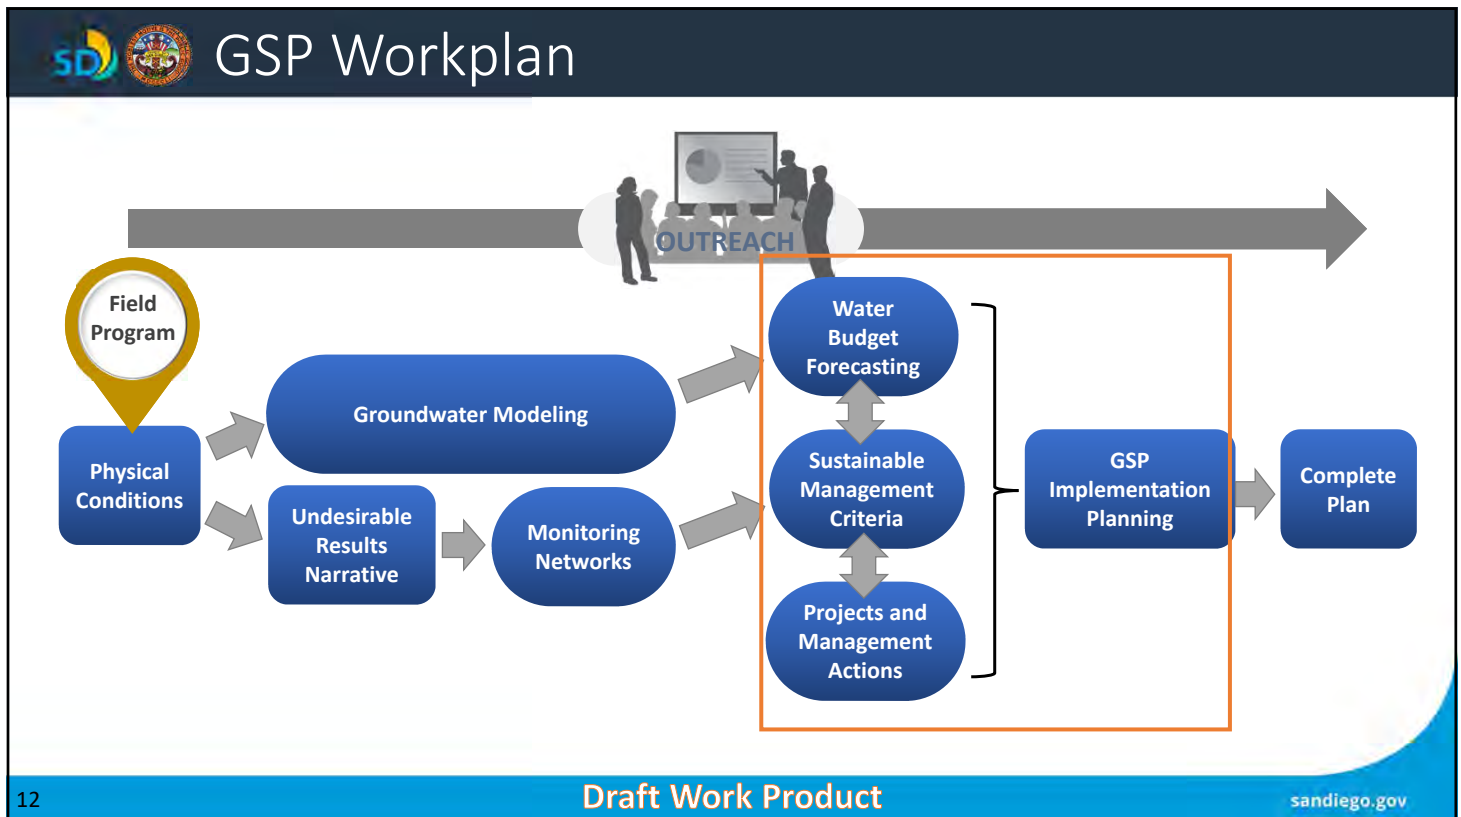 SD
GSP Workplan
OUTREACH
Field
Program
Physical
Conditions
Groundwater Modeling
Undesirable
Results
Narrative
Monitoring
Networks
Water
Budget
Forecasting
Sustainable
Management
Criteria
Projects and
Management
Actions
GSP
Implementation
Planning
Complete
Plan
12
Draft Work Product
sandiego.gov